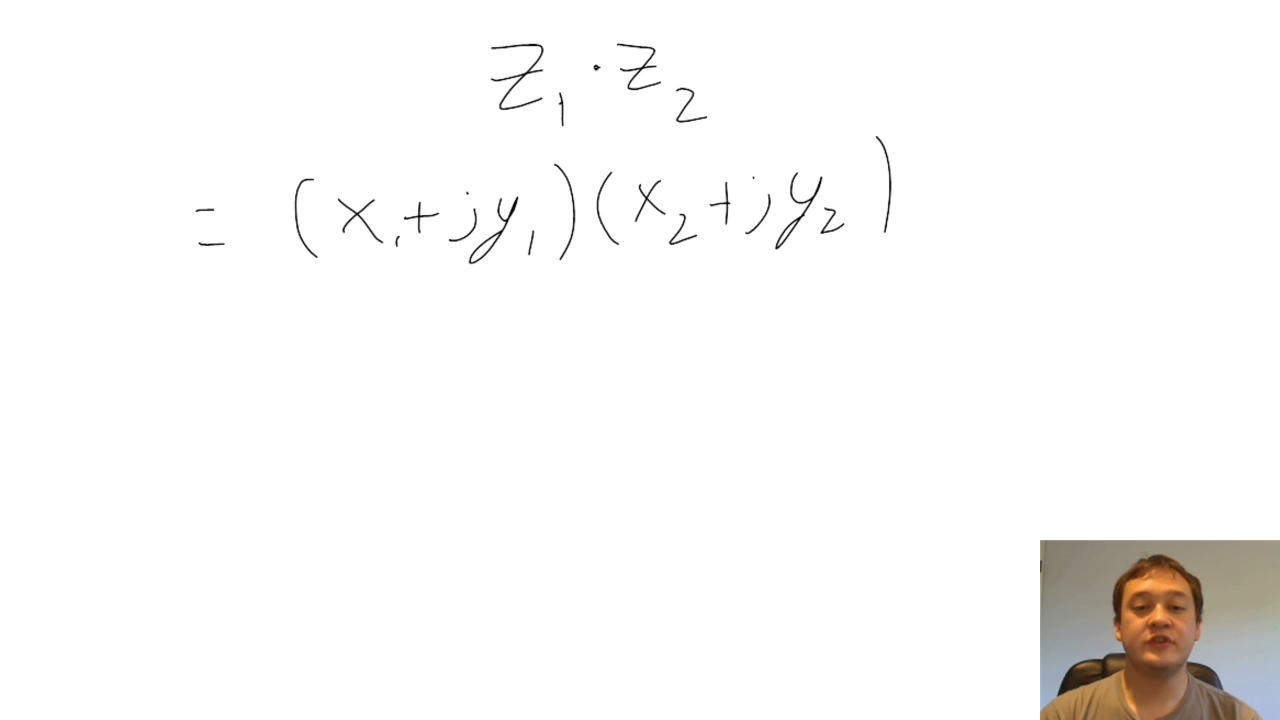 z₁ · z₂
= (x₁ + jy₁)(x₂ + jy₂)